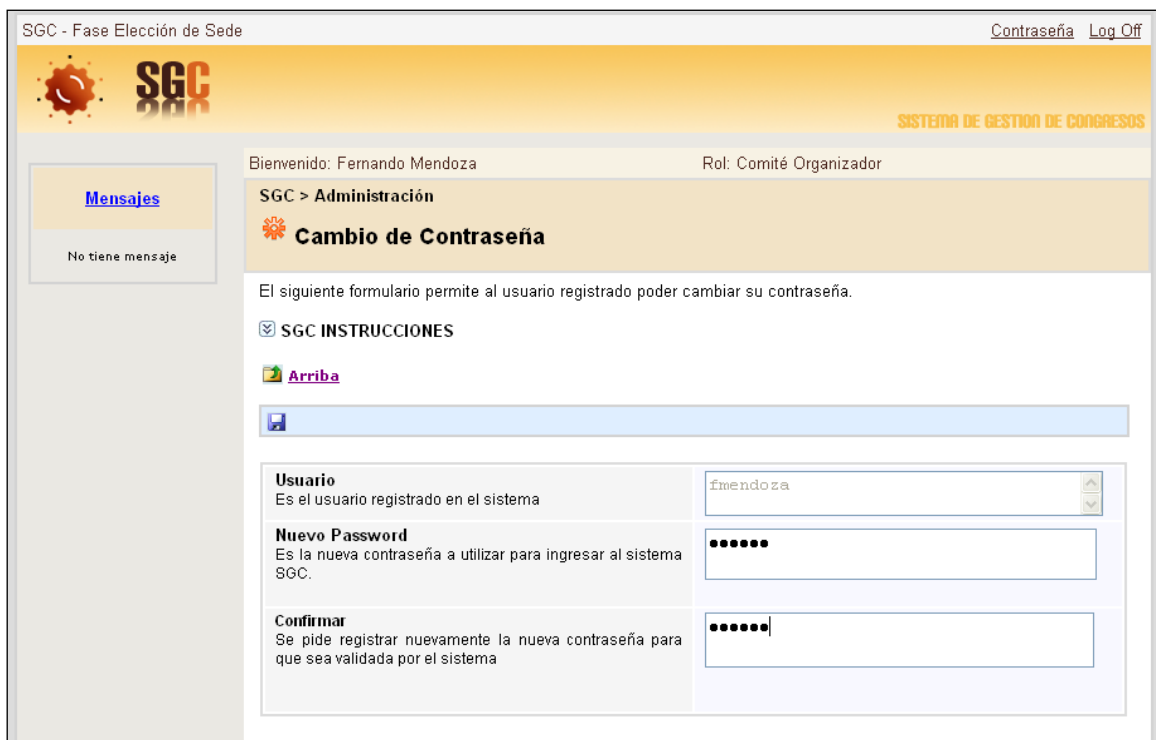 SGC - Fase Elección de Sede
Contraseña Log Off
SGC
SISTEMA DE GESTION DE CONGRESOS
Mensajes
No tiene mensaje
Bienvenido: Fernando Mendoza
Rol: Comité Organizador
SGC > Administración
Cambio de Contraseña
El siguiente formulario permite al usuario registrado poder cambiar su contraseña.
SGC INSTRUCCIONES
Arriba
Usuario
Es el usuario registrado en el sistema
fmendoza
Nuevo Password
Es la nueva contraseña a utilizar para ingresar al sistema
SGC.
••••••
Confirmar
Se pide registrar nuevamente la nueva contraseña para
que sea validada por el sistema
••••••